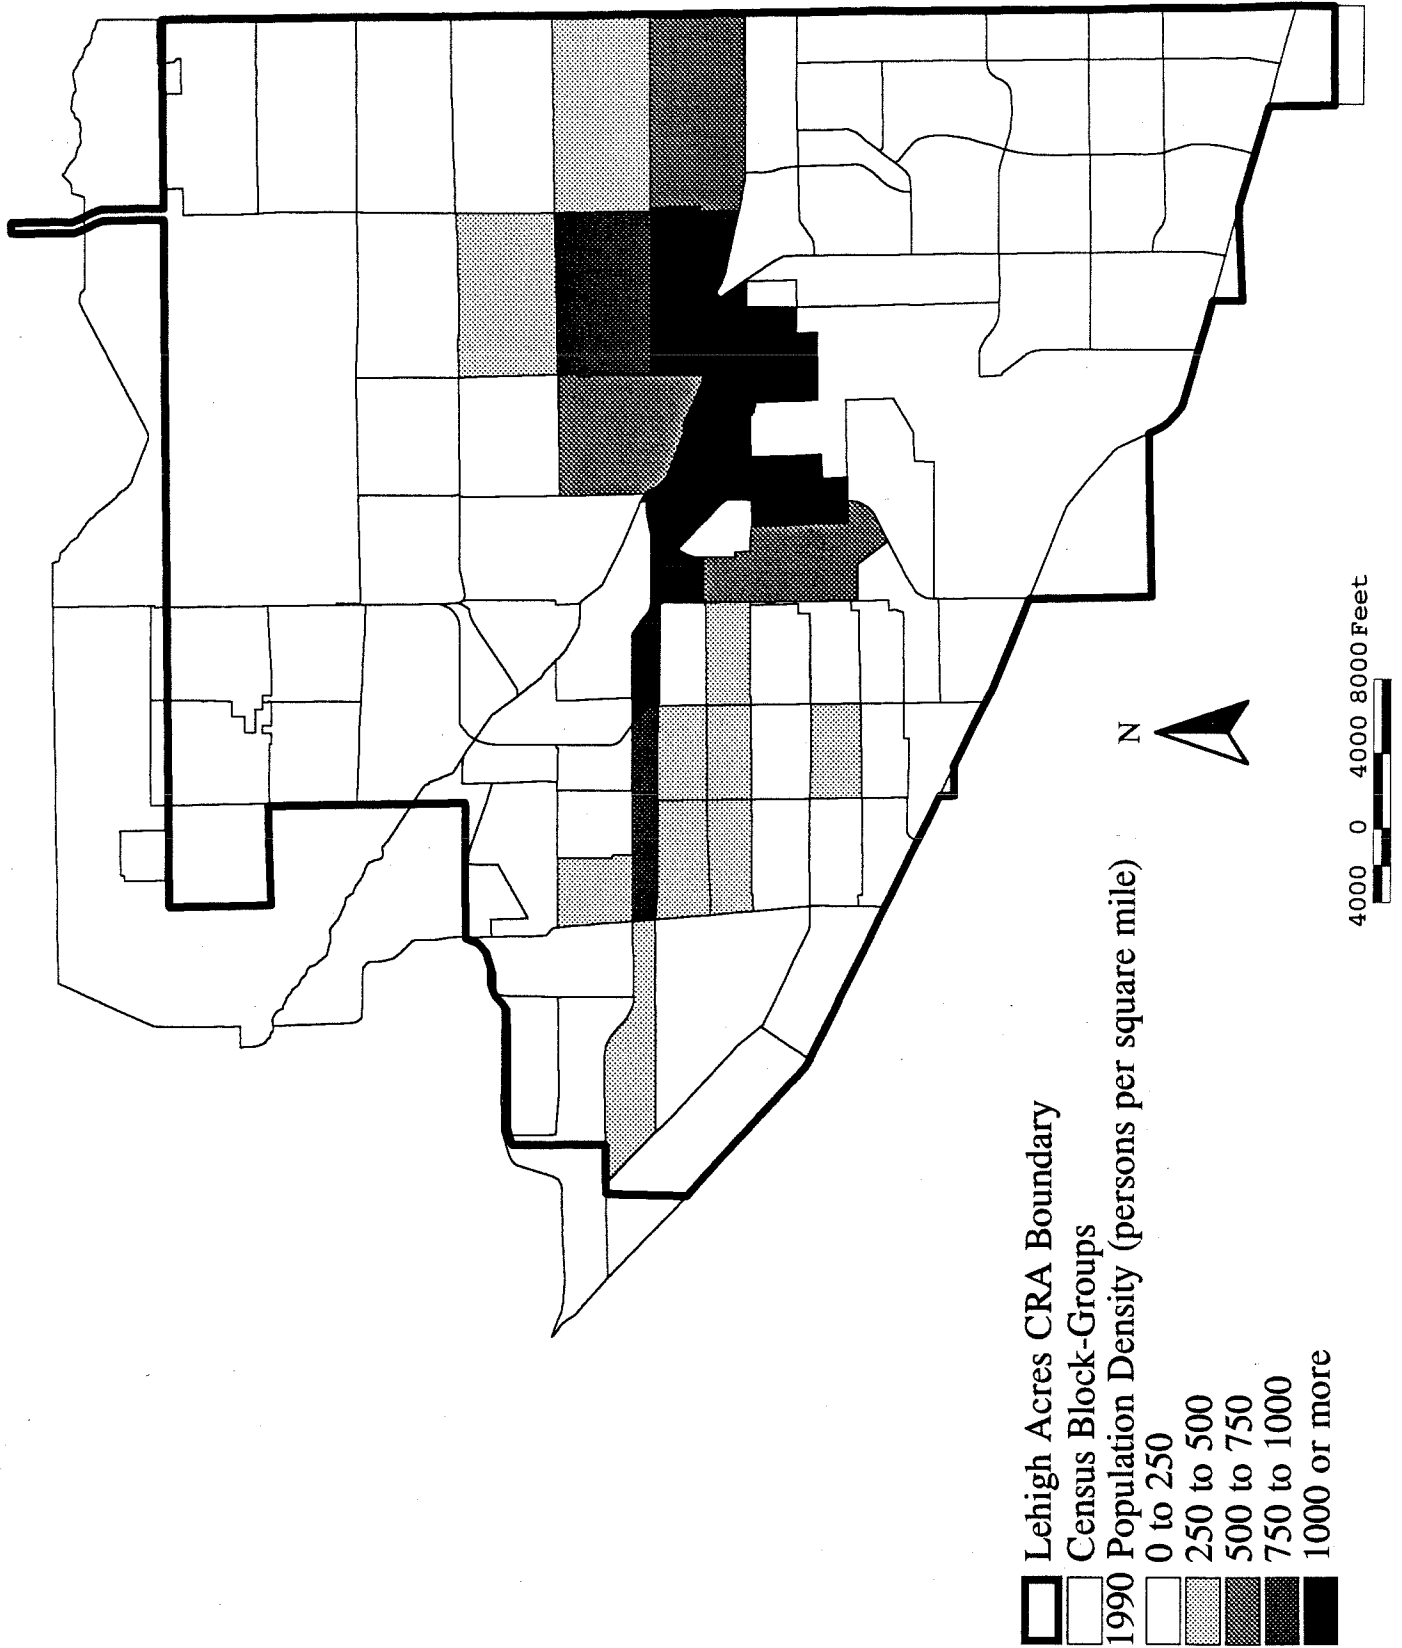 Lehigh Acres CRA Boundary
Census Block-Groups
1990 Population Density (persons per square mile)
0 to 250
250 to 500
500 to 750
750 to 1000
1000 or more
N
4000 0 4000 8000 Feet